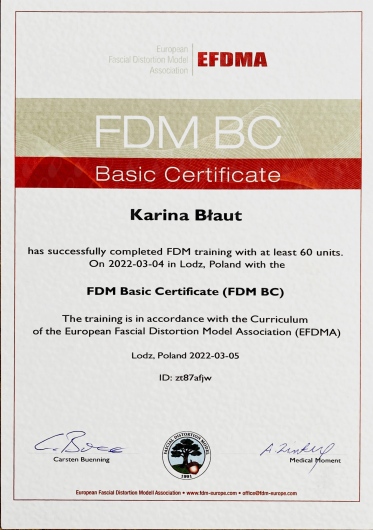 European
Fascial Distortion Model
Association
EFDMA
FDM BC
Basic Certificate
Karina Błaut
has successfully completed FDM training with at least 60 units.
On 2022-03-04 in Lodz, Poland with the
FDM Basic Certificate (FDM BC)
The training is in accordance with the Curriculum
of the European Fascial Distortion Model Association (EFDMA)
Lodz, Poland 2022-03-05
ID: zt87afjw
FASCIAL DISTORTION MODEL
1991
Carsten Buenning
Medical Moment
European Fascial Distortion Modell Association • www.fdm-europe.com • office@fdm-europe.com